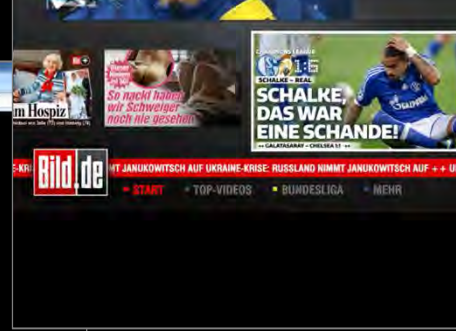 CHAMPIONS LEAGUE
1:6
SCHALKE - REAL
SCHALKE,
DAS WAR
EINE SCHANDE!
++ GALATASARAY - CHELSEA 1:1 ++
m Hospiz
So nackt haben
wir Schweiger
noch nie gesehen
E-KRI
MT JANUKOWITSCH AUF UKRAINE-KRISE: RUSSLAND NIMMT JANUKOWITSCH AUF ++ U
Bild.de
START
TOP-VIDEOS
BUNDESLIGA
MEHR